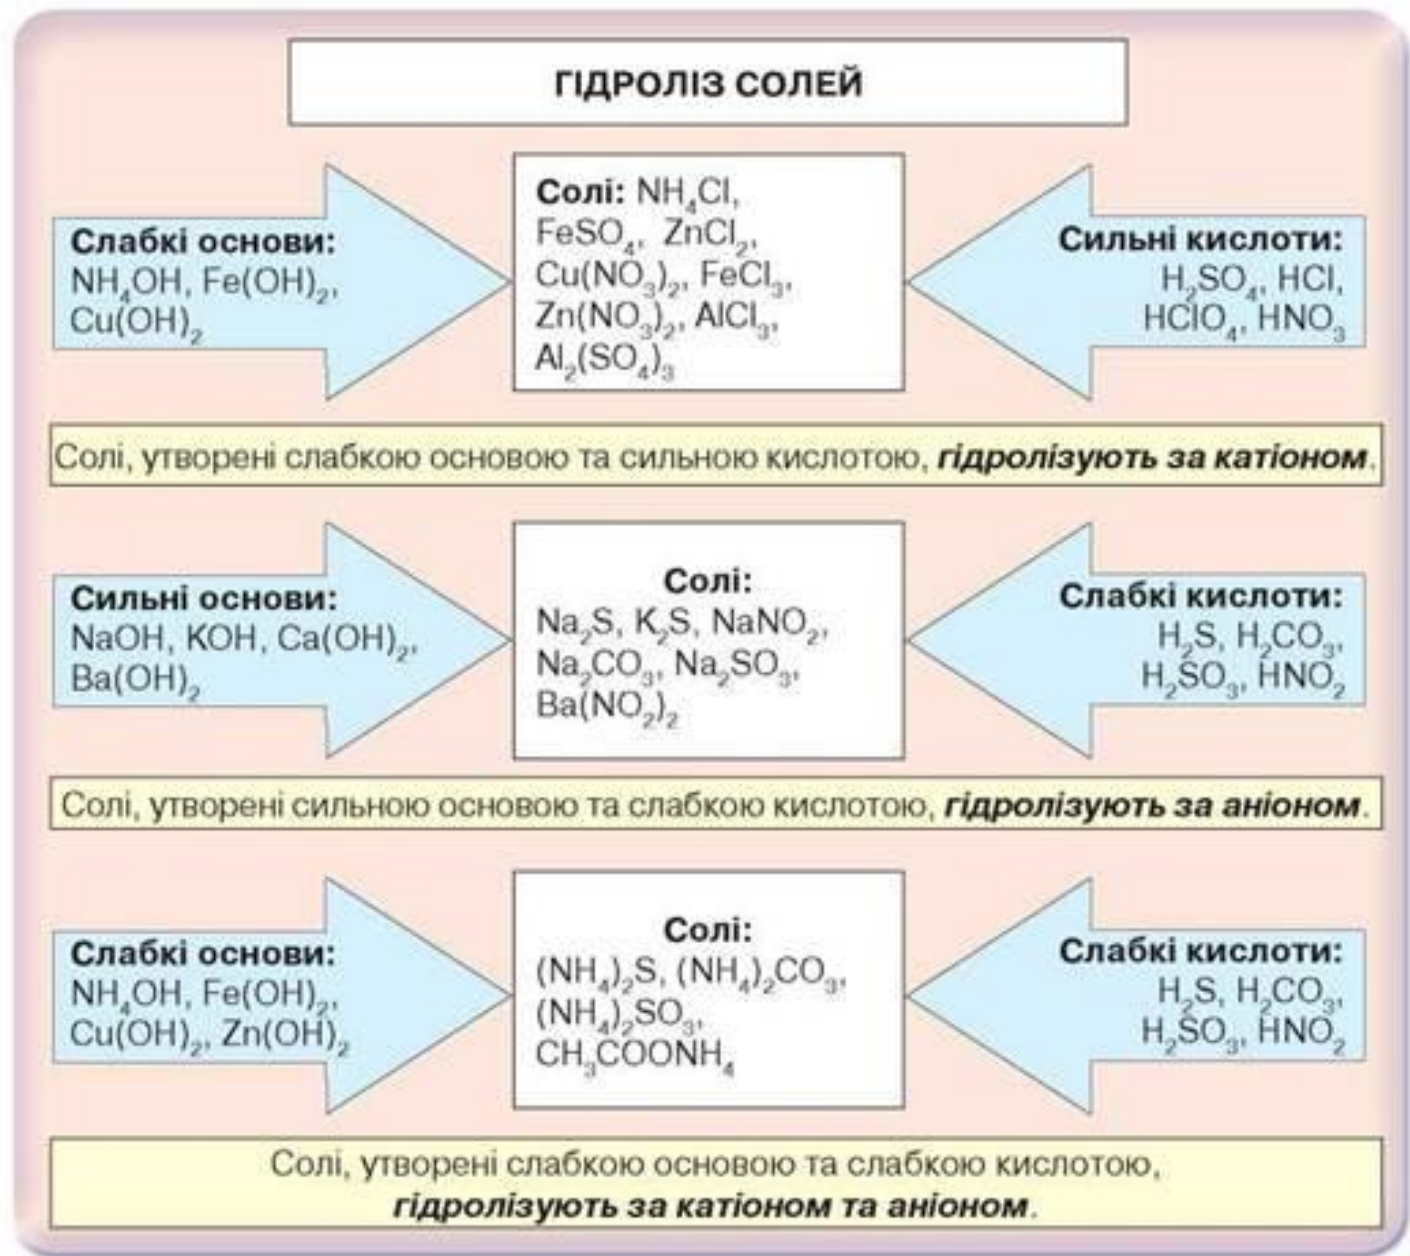 ГІДРОЛІЗ СОЛЕЙ
Слабкі основи:
NH₄OH, Fe(OH)₂,
Cu(OH)₂
Солі: NH₄Cl,
FeSO₄, ZnCl₂,
Cu(NO₃)₂, FeCl₃,
Zn(NO₃)₂, AlCl₃,
Al₂(SO₄)₃
Сильні кислоти:
H₂SO₄, HCl,
HClO₄, HNO₃
Солі, утворені слабкою основою та сильною кислотою, гідролізують за катіоном.
Сильні основи:
NaOH, KOH, Ca(OH)₂,
Ba(OH)₂
Солі:
Na₂S, K₂S, NaNO₂,
Na₂CO₃, Na₂SO₃,
Ba(NO₂)₂
Слабкі кислоти:
H₂S, H₂CO₃,
H₂SO₃, HNO₂
Солі, утворені сильною основою та слабкою кислотою, гідролізують за аніоном.
Слабкі основи:
NH₄OH, Fe(OH)₂,
Cu(OH)₂, Zn(OH)₂
Солі:
(NH₄)₂S, (NH₄)₂CO₃,
(NH₄)₂SO₃,
CH₃COONH₄
Слабкі кислоти:
H₂S, H₂CO₃,
H₂SO₃, HNO₂
Солі, утворені слабкою основою та слабкою кислотою,
гідролізують за катіоном та аніоном.